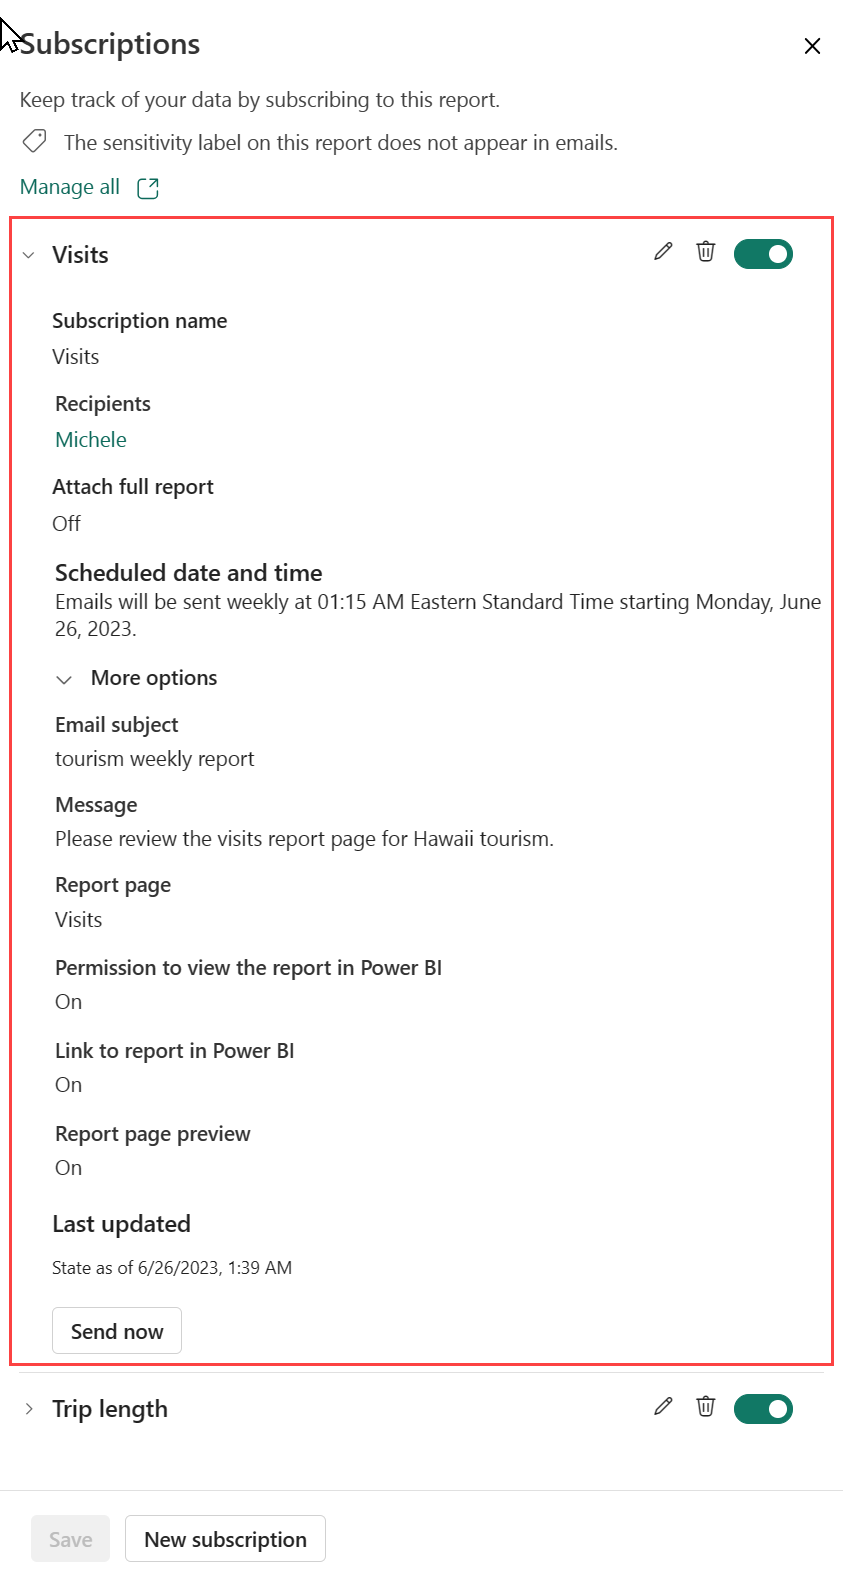 Subscriptions
Keep track of your data by subscribing to this report.
The sensitivity label on this report does not appear in emails.
Manage all
Visits
Subscription name
Visits
Recipients
Michele
Attach full report
Off
Scheduled date and time
Emails will be sent weekly at 01:15 AM Eastern Standard Time starting Monday, June
26, 2023.
More options
Email subject
tourism weekly report
Message
Please review the visits report page for Hawaii tourism.
Report page
Visits
Permission to view the report in Power BI
On
Link to report in Power BI
On
Report page preview
On
Last updated
State as of 6/26/2023, 1:39 AM
Send now
Trip length
Save
New subscription